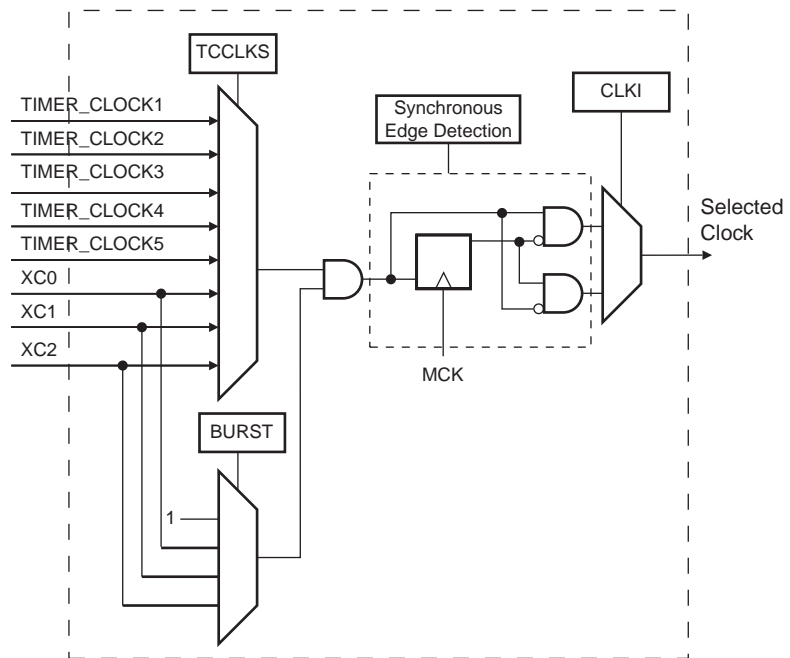 TCCLKS
TIMER_CLOCK1
TIMER_CLOCK2
TIMER_CLOCK3
TIMER_CLOCK4
TIMER_CLOCK5
XC0
XC1
XC2
Synchronous
Edge Detection
CLKI
Selected
Clock
MCK
BURST
1